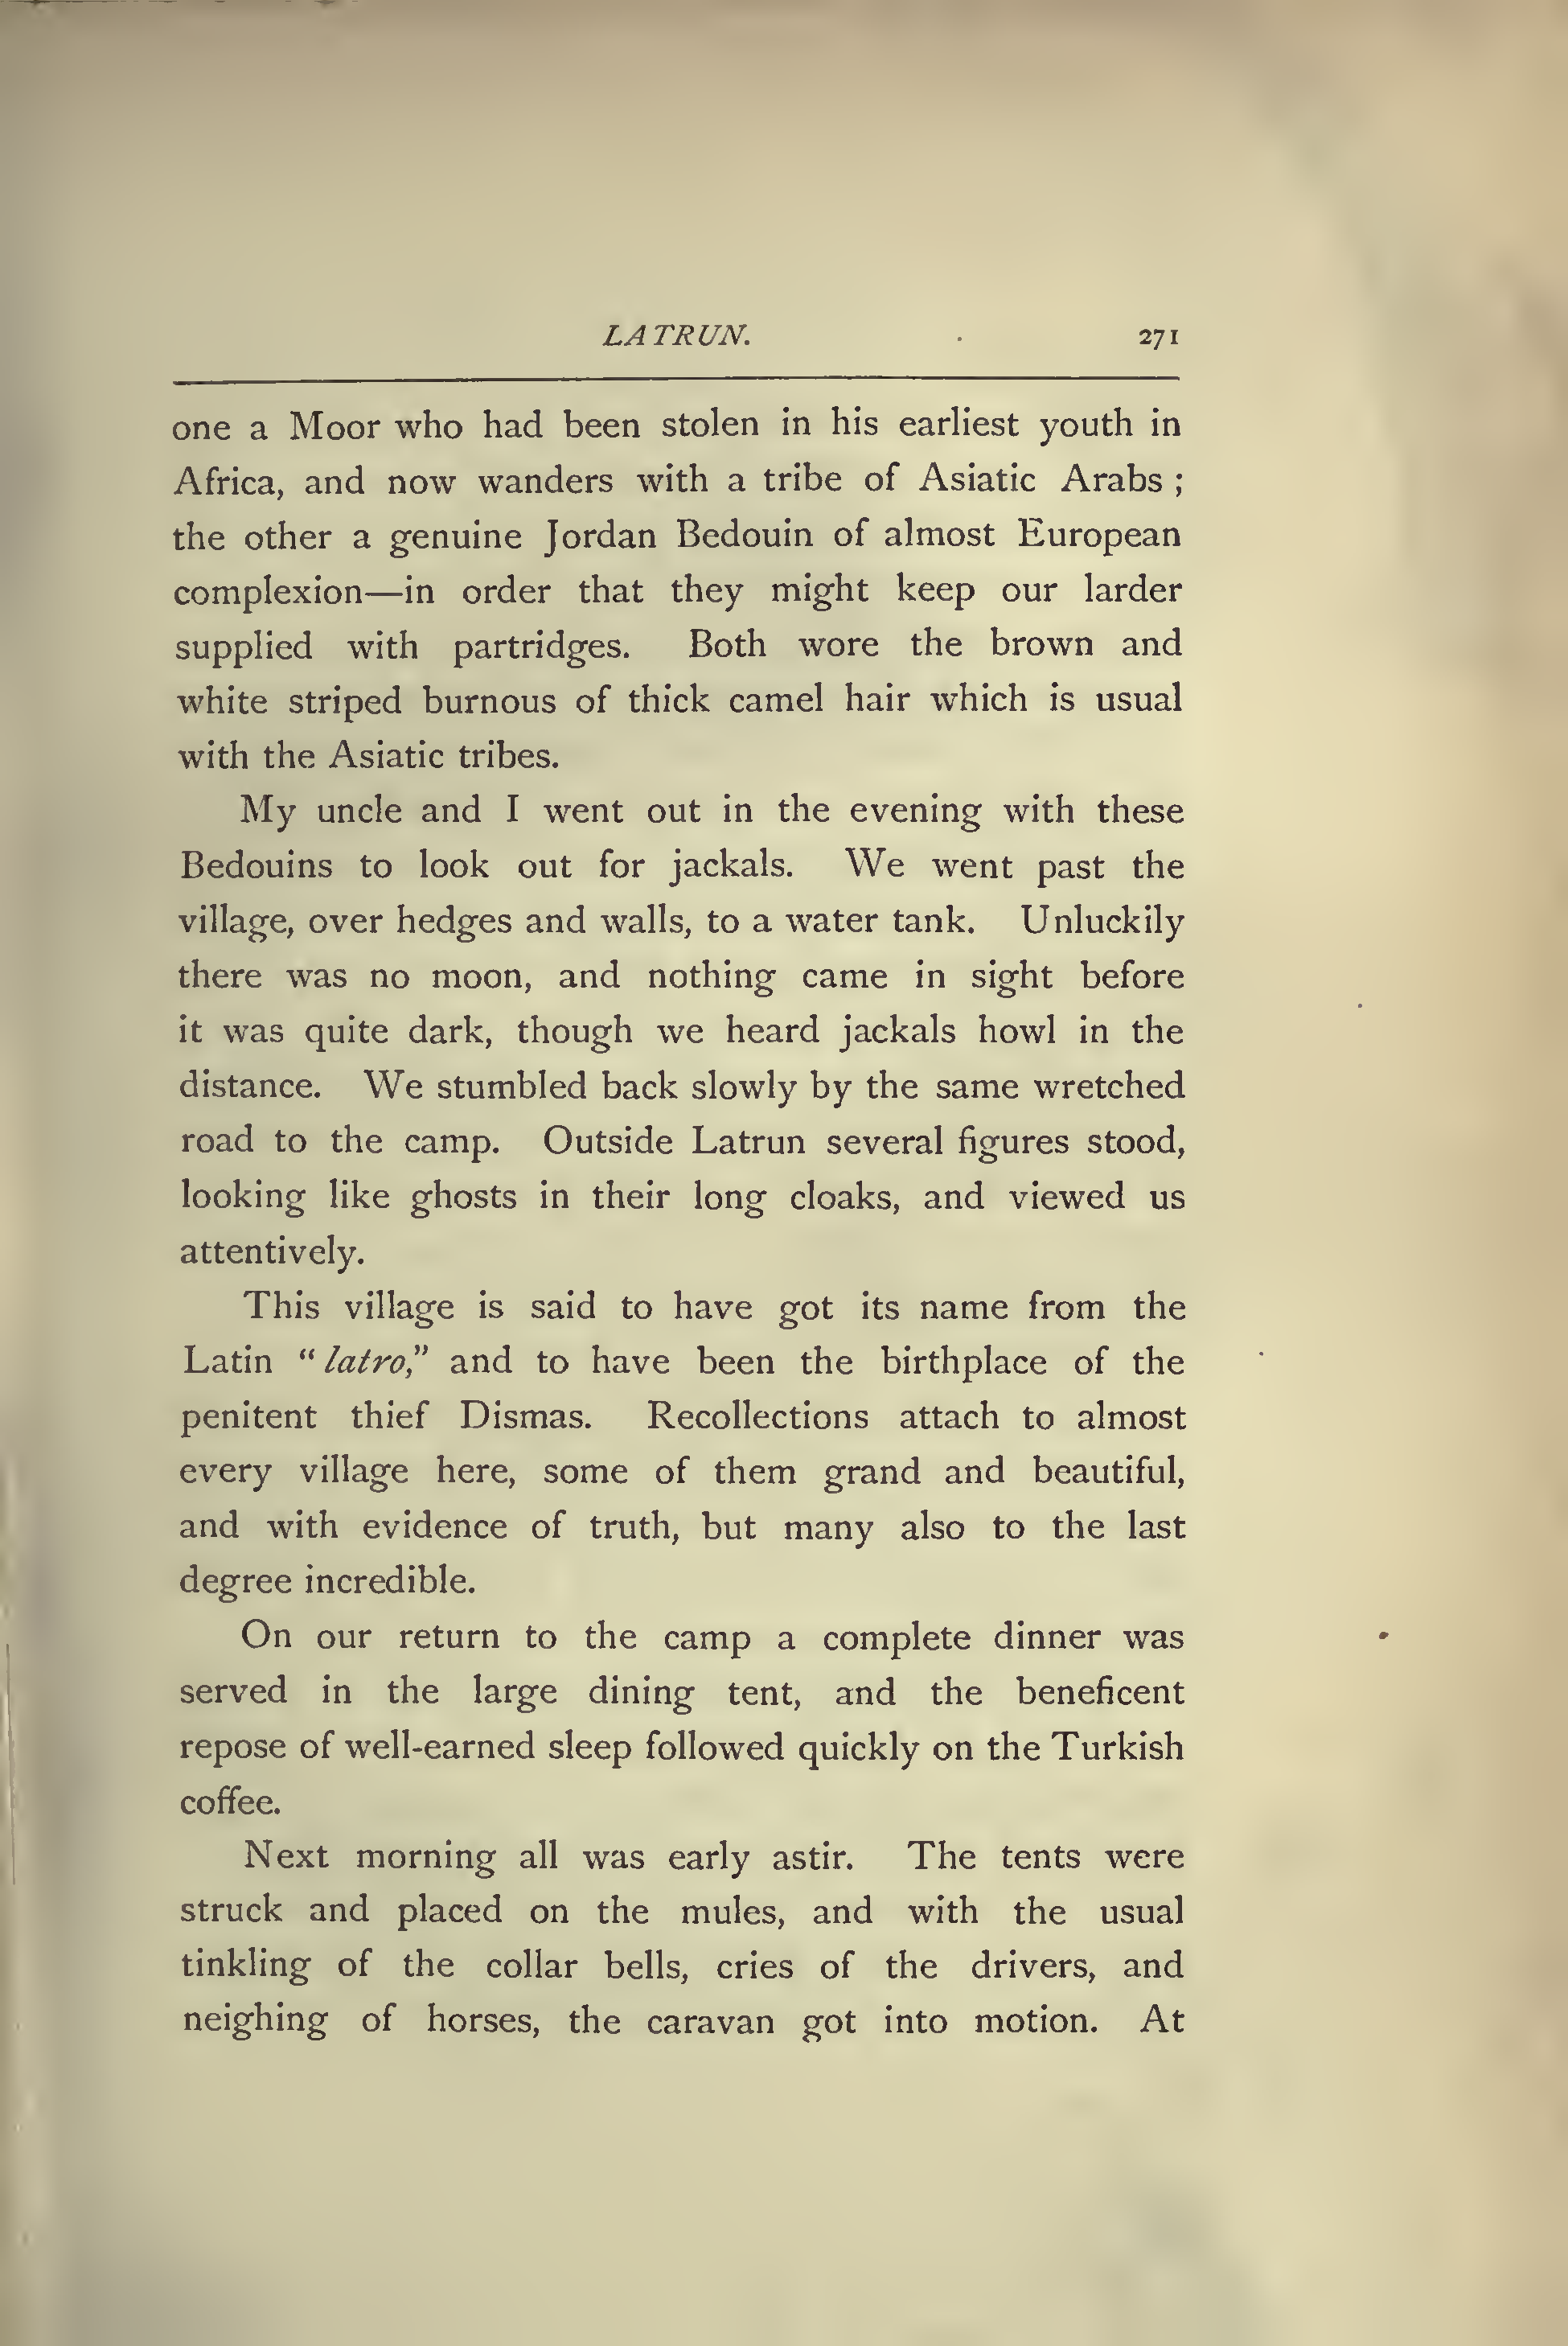 LATRUN. 271
one a Moor who had been stolen in his earliest youth in
Africa, and now wanders with a tribe of Asiatic Arabs ;
the other a genuine Jordan Bedouin of almost European
complexion—in order that they might keep our larder
supplied with partridges. Both wore the brown and
white striped burnous of thick camel hair which is usual
with the Asiatic tribes.
My uncle and I went out in the evening with these
Bedouins to look out for jackals. We went past the
village, over hedges and walls, to a water tank. Unluckily
there was no moon, and nothing came in sight before
it was quite dark, though we heard jackals howl in the
distance. We stumbled back slowly by the same wretched
road to the camp. Outside Latrun several figures stood,
looking like ghosts in their long cloaks, and viewed us
attentively.
This village is said to have got its name from the
Latin “latro,” and to have been the birthplace of the
penitent thief Dismas. Recollections attach to almost
every village here, some of them grand and beautiful,
and with evidence of truth, but many also to the last
degree incredible.
On our return to the camp a complete dinner was
served in the large dining tent, and the beneficent
repose of well-earned sleep followed quickly on the Turkish
coffee.
Next morning all was early astir. The tents were
struck and placed on the mules, and with the usual
tinkling of the collar bells, cries of the drivers, and
neighing of horses, the caravan got into motion. At